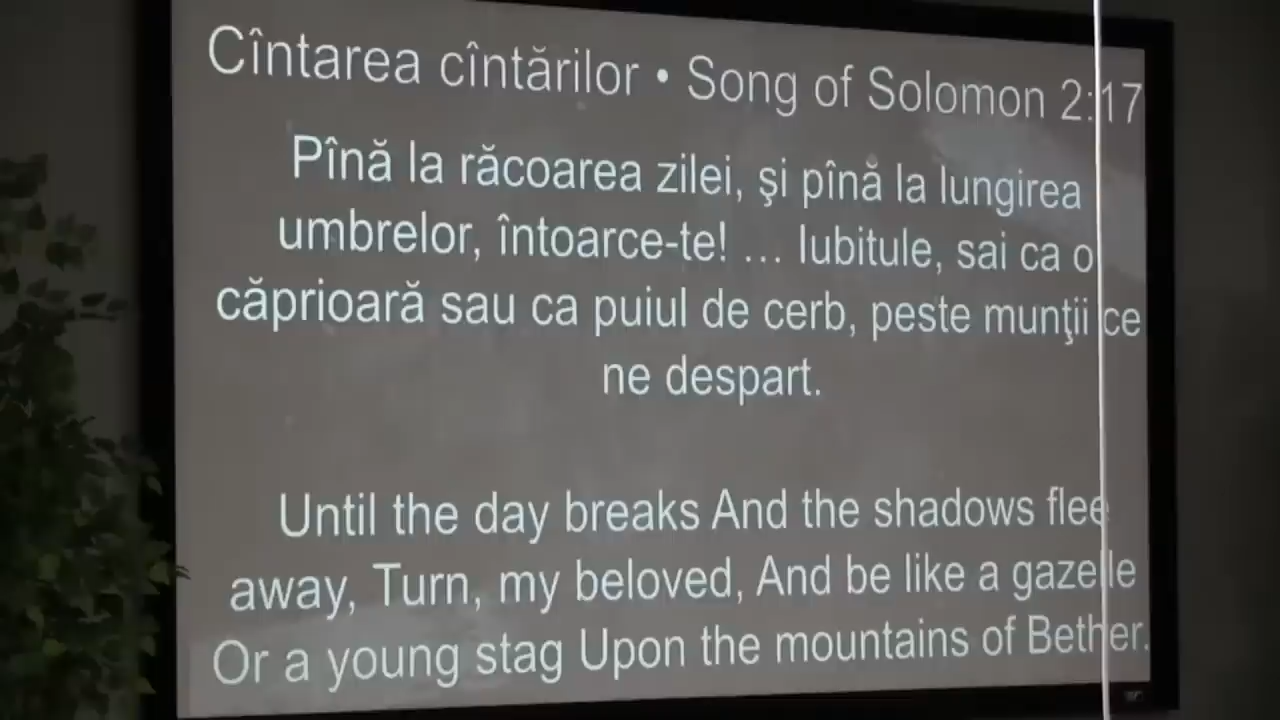 Cîntarea cîntărilor • Song of Solomon 2:17
Pînă la răcoarea zilei, şi pînă la lungirea
umbrelor, întoarce-te! ... Iubitule, sai ca o
căprioară sau ca puiul de cerb, peste munţii ce
ne despart.
Until the day breaks And the shadows flee
away, Turn, my beloved, And be like a gazelle
Or a young stag Upon the mountains of Bether.